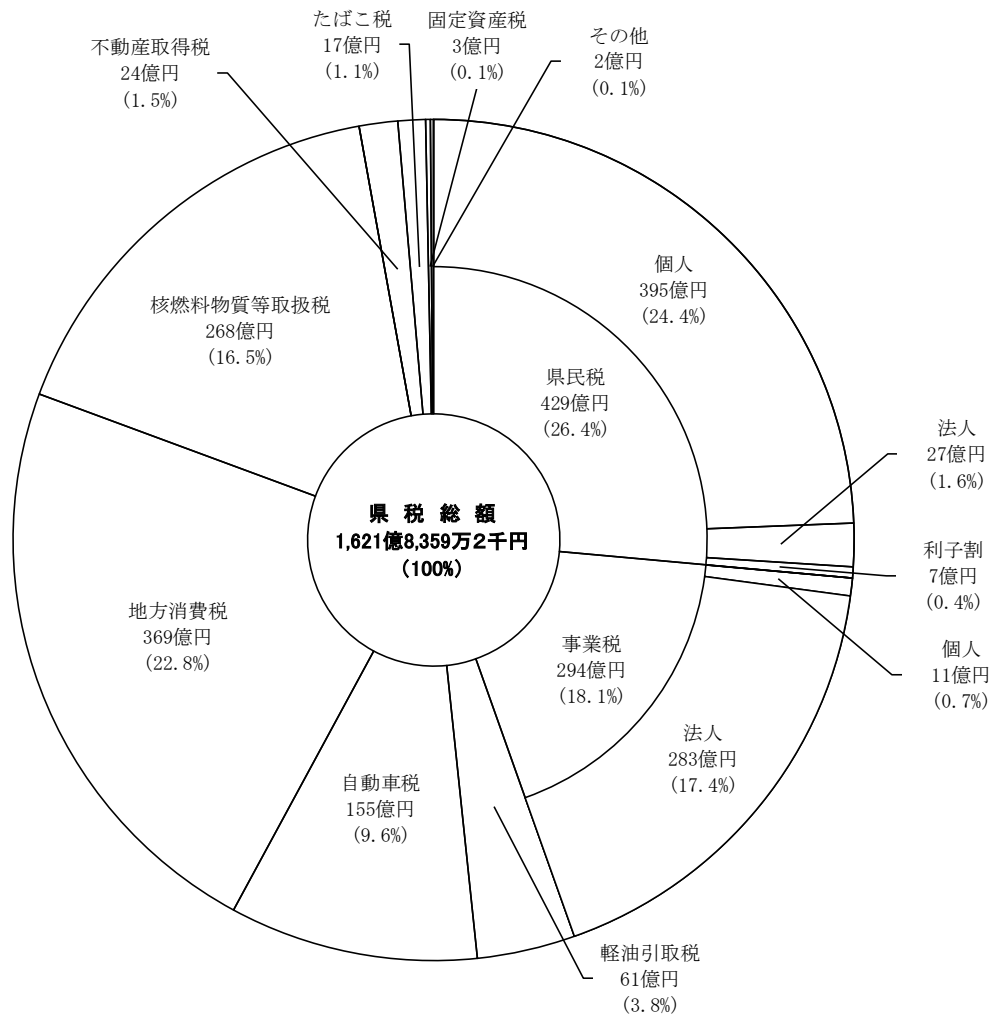 たばこ税
17億円
(1.1%)
固定資産税
3億円
(0.1%)
その他
2億円
(0.1%)
不動産取得税
24億円
(1.5%)
個人
395億円
(24.4%)
核燃料物質等取扱税
268億円
(16.5%)
県民税
429億円
(26.4%)
法人
27億円
(1.6%)
県 税 総 額
1,621億8,359万2千円
(100%)
利子割
7億円
(0.4%)
地方消費税
369億円
(22.8%)
事業税
294億円
(18.1%)
個人
11億円
(0.7%)
法人
283億円
(17.4%)
自動車税
155億円
(9.6%)
軽油引取税
61億円
(3.8%)